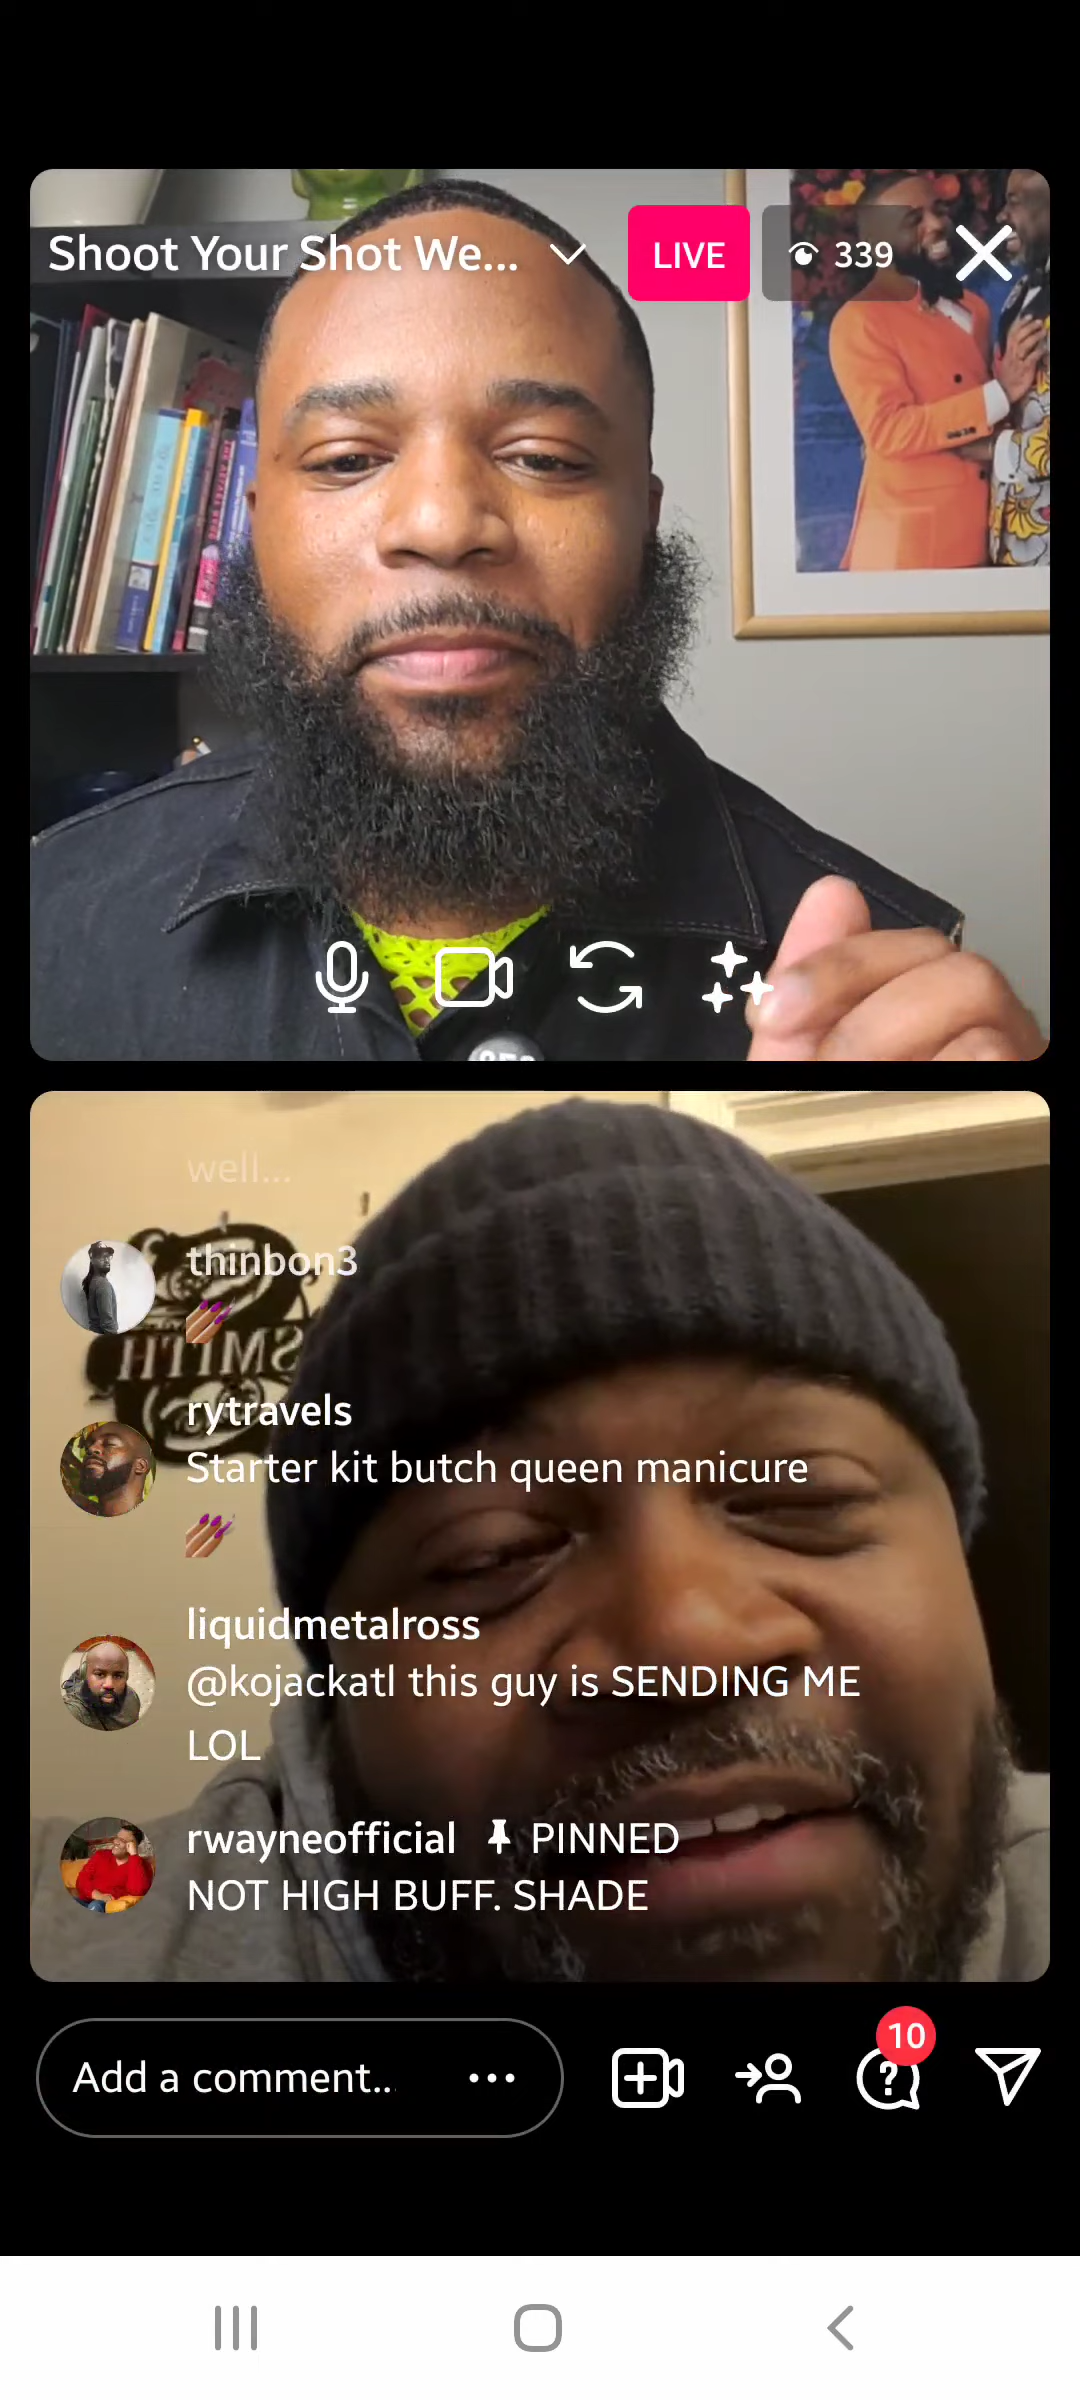 Shoot Your Shot We...
LIVE
339
well...
thinbon3
💅🏽
rytravels
Starter kit butch queen manicure
💅🏽
liquidmetalross
@kojackatl this guy is SENDING ME
LOL
rwayneofficial PINNED
NOT HIGH BUFF. SHADE
SMITH
Add a comment...
10